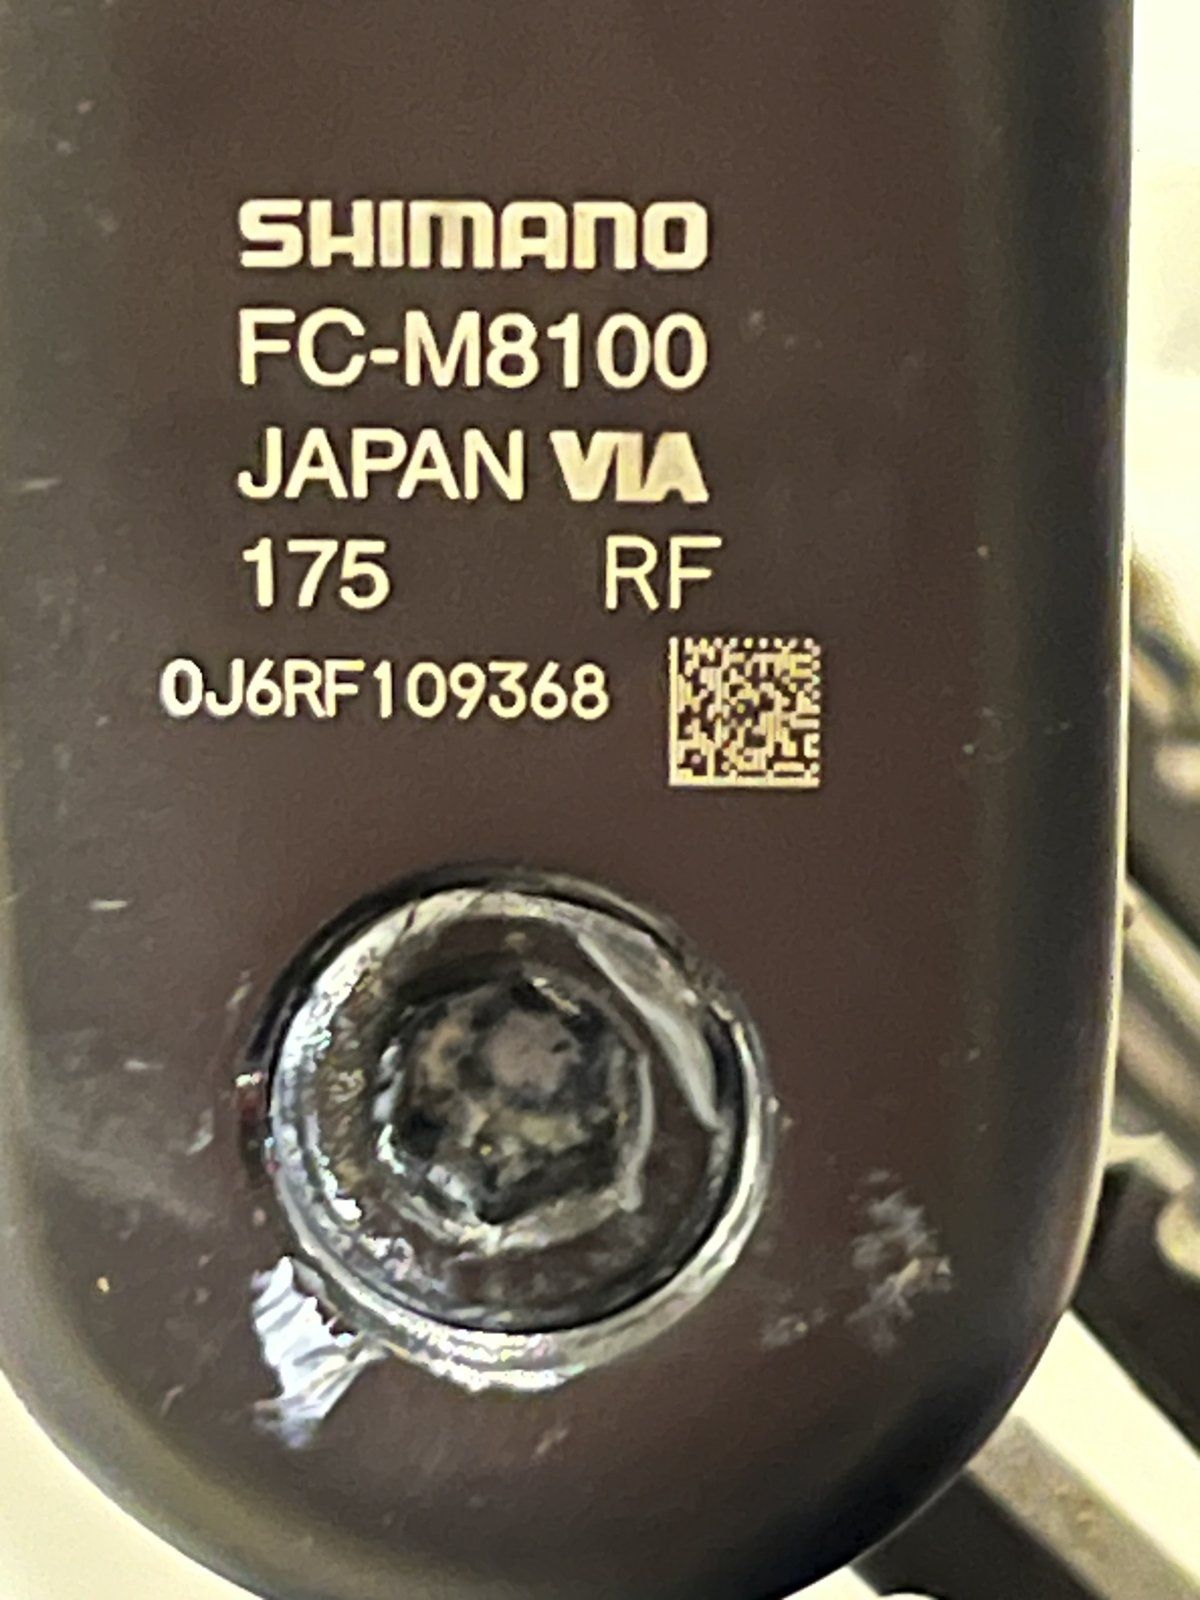 SHIMANO
FC-M8100
JAPAN VIA
175 RF
0J6RF109368